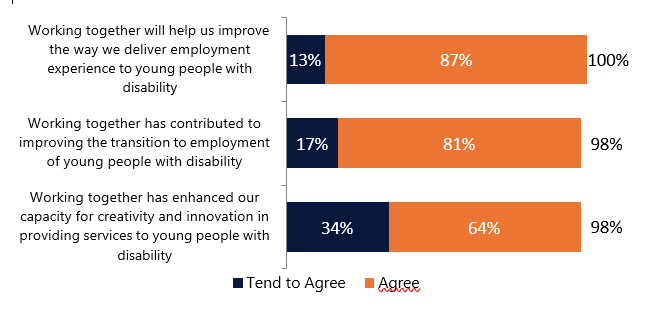 Working together will help us improve
the way we deliver employment
experience to young people with
disability
13% 87% 100%
Working together has contributed to
improving the transition to employment
of young people with disability
17% 81% 98%
Working together has enhanced our
capacity for creativity and innovation in
providing services to young people with
disability
34% 64% 98%
Tend to Agree Agree